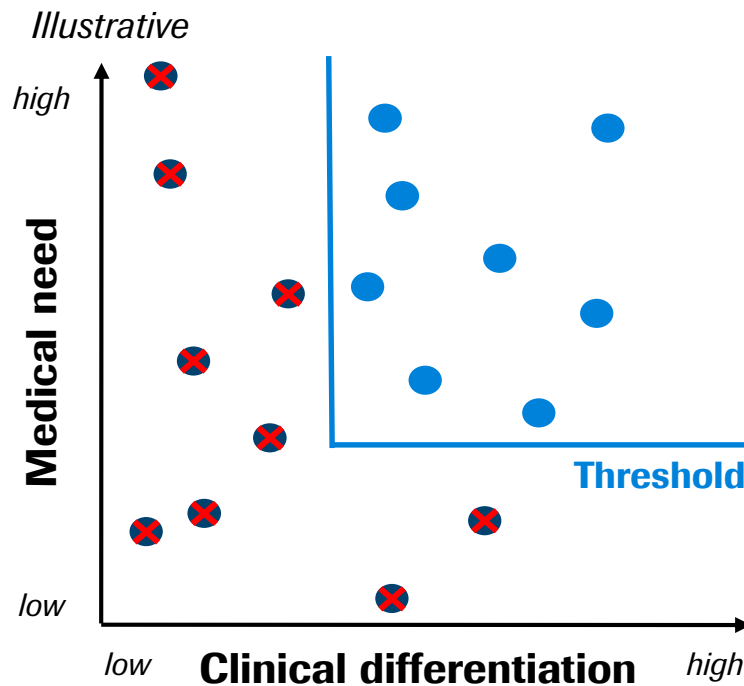 Illustrative
high
Medical need
Threshold
low
low
Clinical differentiation
high